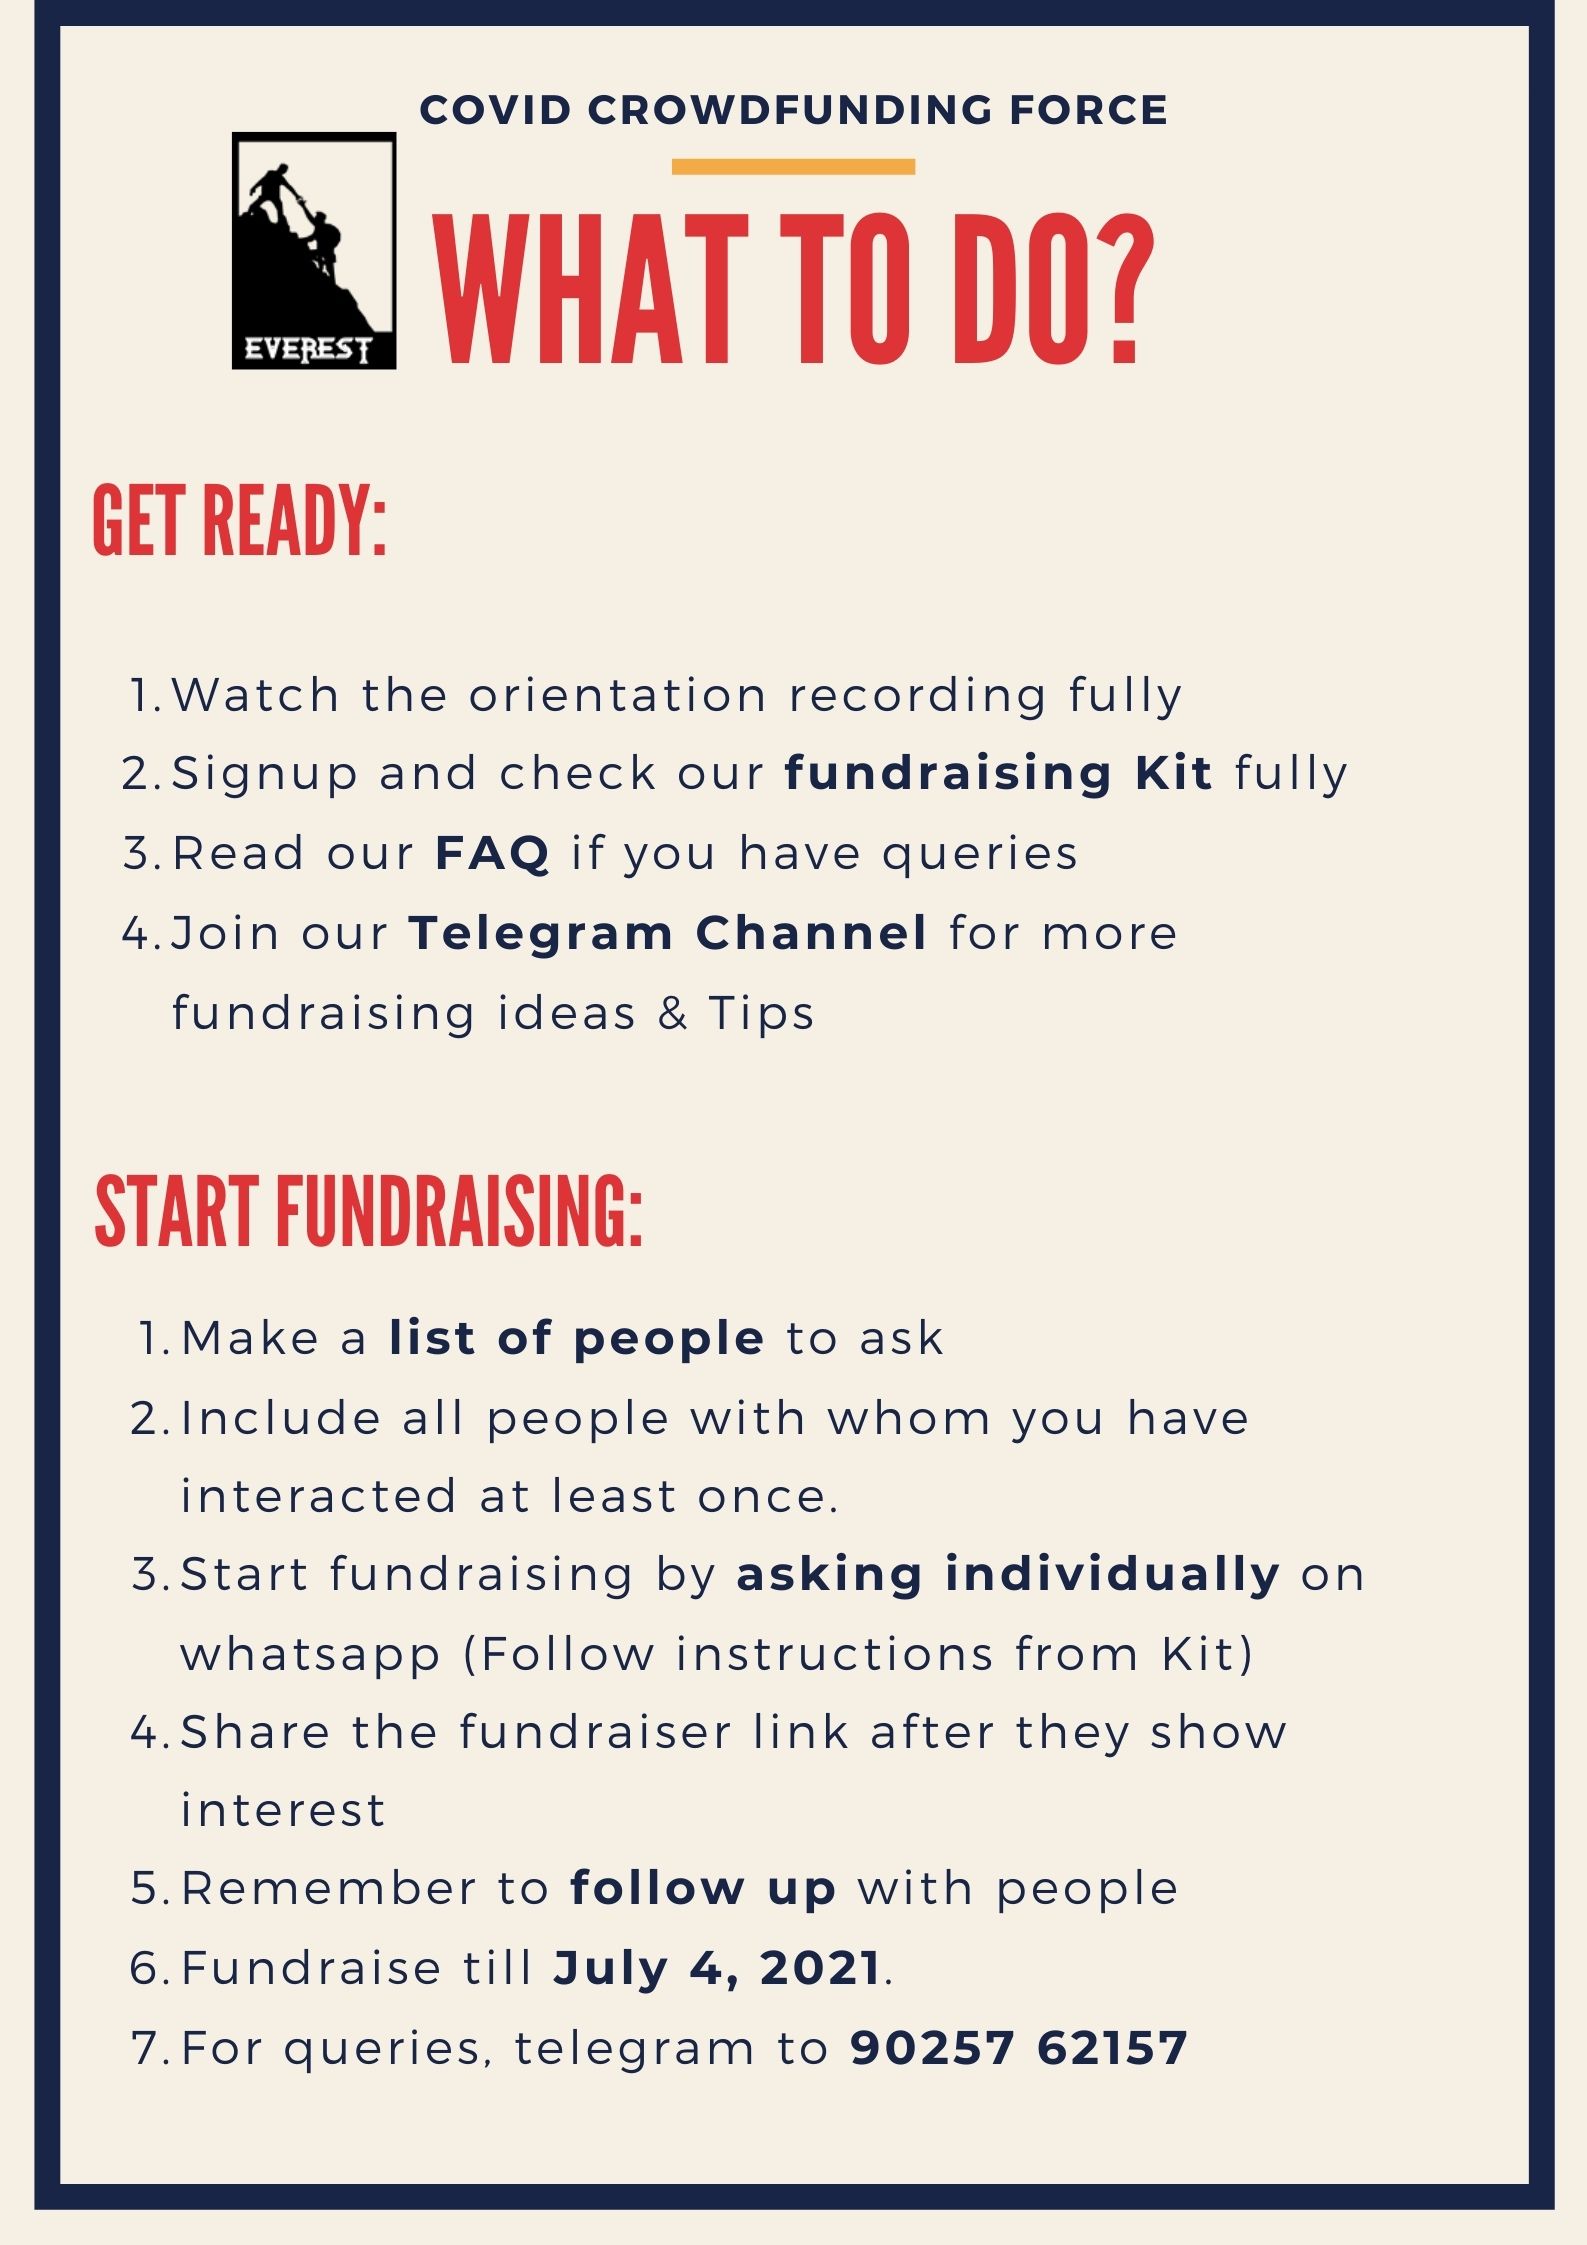 COVID CROWDFUNDING FORCE
EVEREST
WHAT TO DO?
GET READY:
1. Watch the orientation recording fully
2. Signup and check our fundraising Kit fully
3. Read our FAQ if you have queries
4. Join our Telegram Channel for more
fundraising ideas & Tips
START FUNDRAISING:
1. Make a list of people to ask
2. Include all people with whom you have
interacted at least once.
3. Start fundraising by asking individually on
whatsapp (Follow instructions from Kit)
4. Share the fundraiser link after they show
interest
5. Remember to follow up with people
6. Fundraise till July 4, 2021.
7. For queries, telegram to 90257 62157